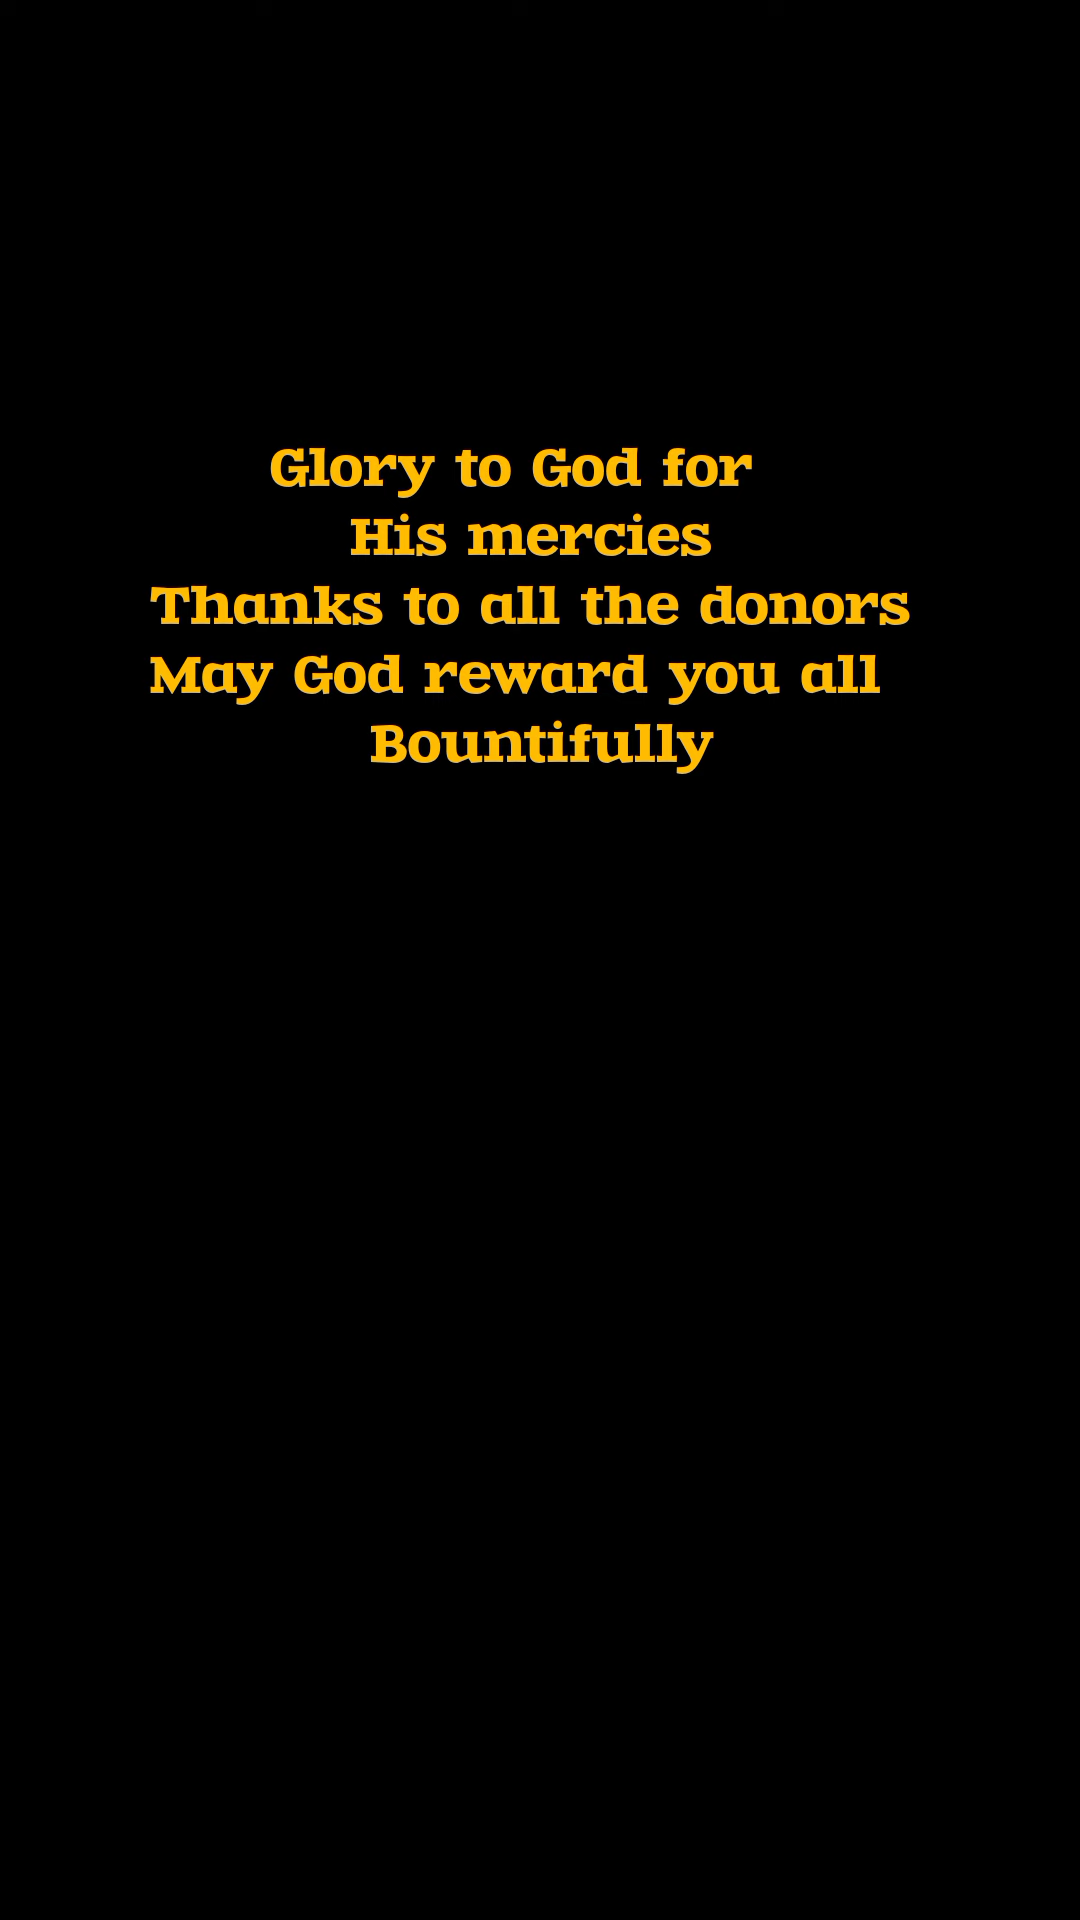 Glory to God for
His mercies
Thanks to all the donors
May God reward you all
Bountifully